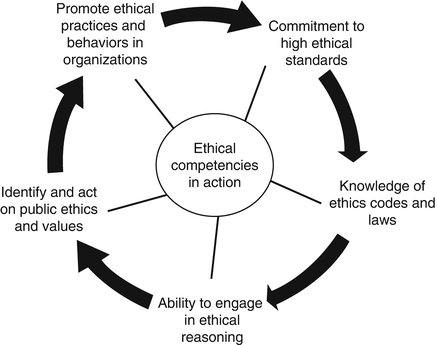 Promote ethical
practices and
behaviors in
organizations
Commitment to
high ethical
standards
Ethical
competencies
in action
Knowledge of
ethics codes and
laws
Identify and act
on public ethics
and values
Ability to engage
in ethical
reasoning